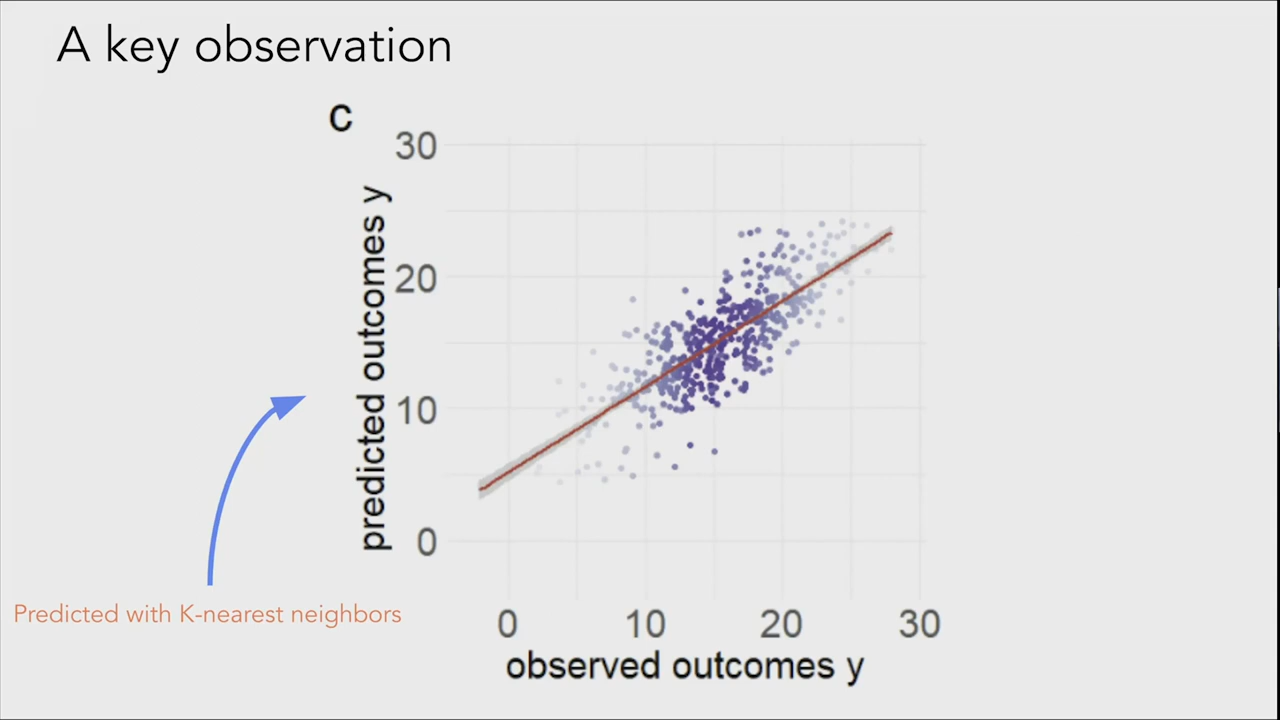 A key observation
C
30
20
10
0
predicted outcomes y
0 10 20 30
observed outcomes y
Predicted with K-nearest neighbors